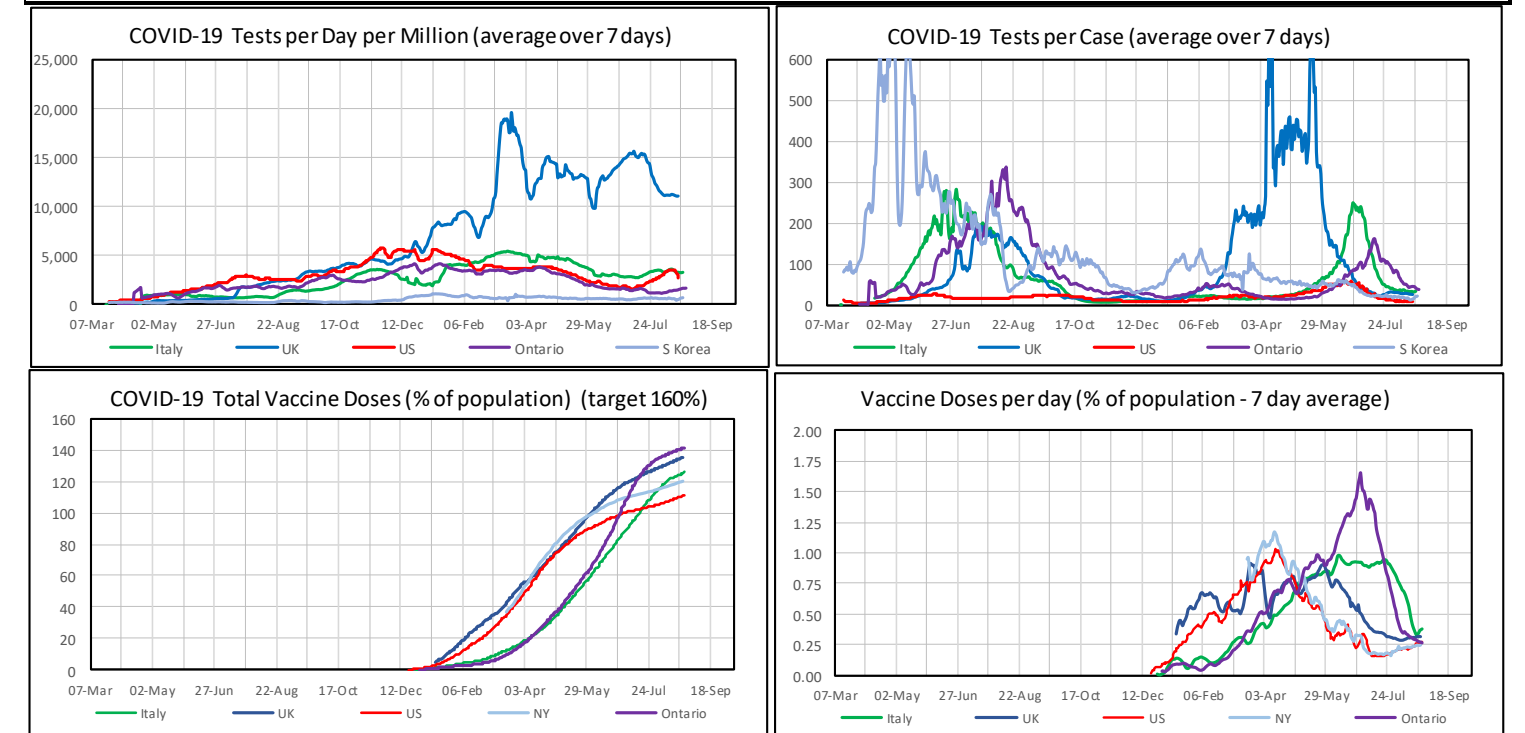 COVID-19 Tests per Day per Million (average over 7 days)
25,000
20,000
15,000
10,000
5,000
0
07-Mar 02-May 27-Jun 22-Aug 17-Oct 12-Dec 06-Feb 03-Apr 29-May 24-Jul 18-Sep
Italy UK US Ontario S Korea
COVID-19 Tests per Case (average over 7 days)
600
500
400
300
200
100
0
07-Mar 02-May 27-Jun 22-Aug 17-Oct 12-Dec 06-Feb 03-Apr 29-May 24-Jul 18-Sep
Italy UK US Ontario S Korea
COVID-19 Total Vaccine Doses (% of population) (target 160%)
160
140
120
100
80
60
40
20
0
07-Mar 02-May 27-Jun 22-Aug 17-Oct 12-Dec 06-Feb 03-Apr 29-May 24-Jul 18-Sep
Italy UK US NY Ontario
Vaccine Doses per day (% of population - 7 day average)
2.00
1.75
1.50
1.25
1.00
0.75
0.50
0.25
0.00
07-Mar 02-May 27-Jun 22-Aug 17-Oct 12-Dec 06-Feb 03-Apr 29-May 24-Jul 18-Sep
Italy UK US NY Ontario